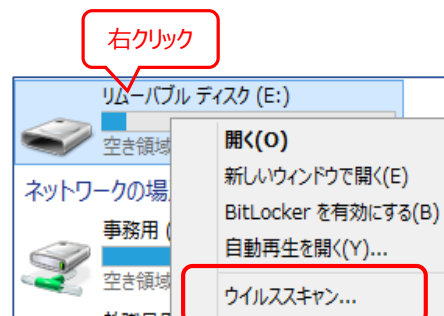 右クリック
リムーバブル ディスク (E:)
空き領域
開く(O)
新しいウィンドウで開く(E)
ネットワークの場
BitLocker を有効にする(B)
事務用 (
自動再生を開く(Y)...
空き領域
ウイルススキャン...